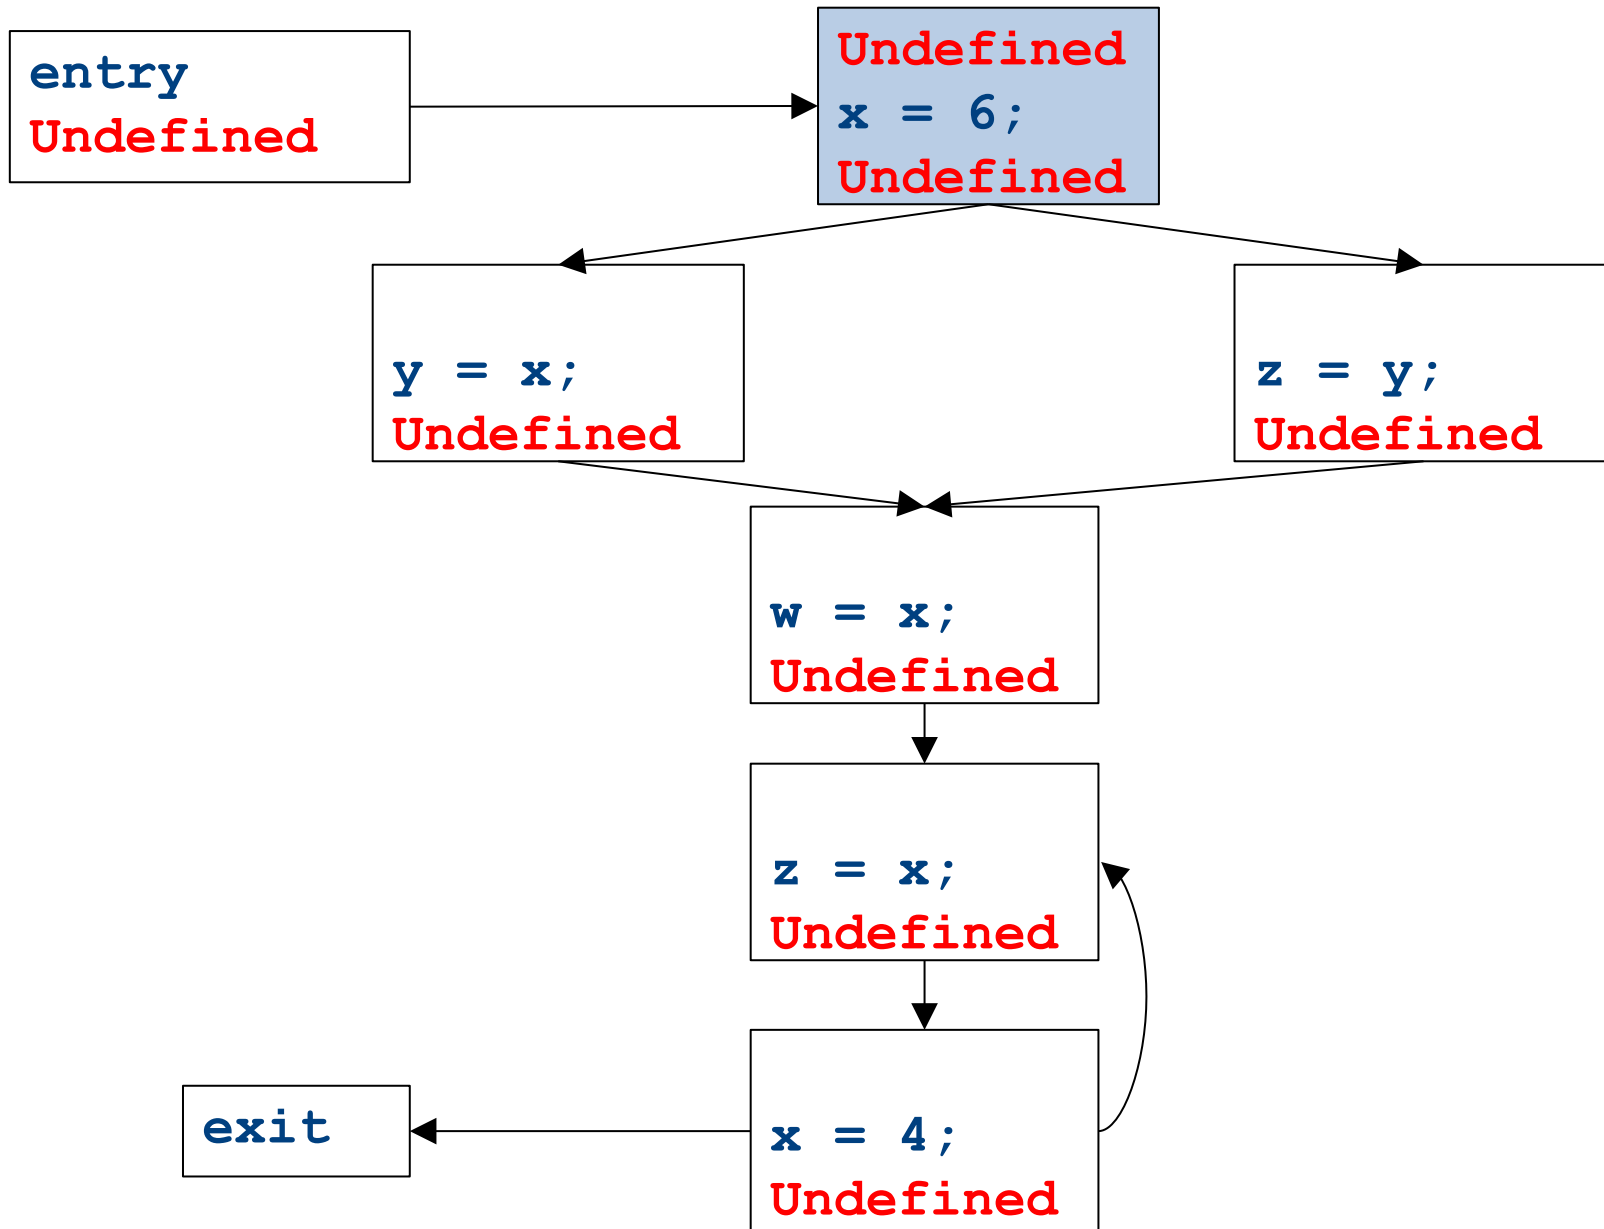 entry
Undefined
Undefined
x = 6;
Undefined
y = x;
Undefined
z = y;
Undefined
w = x;
Undefined
z = x;
Undefined
exit
x = 4;
Undefined